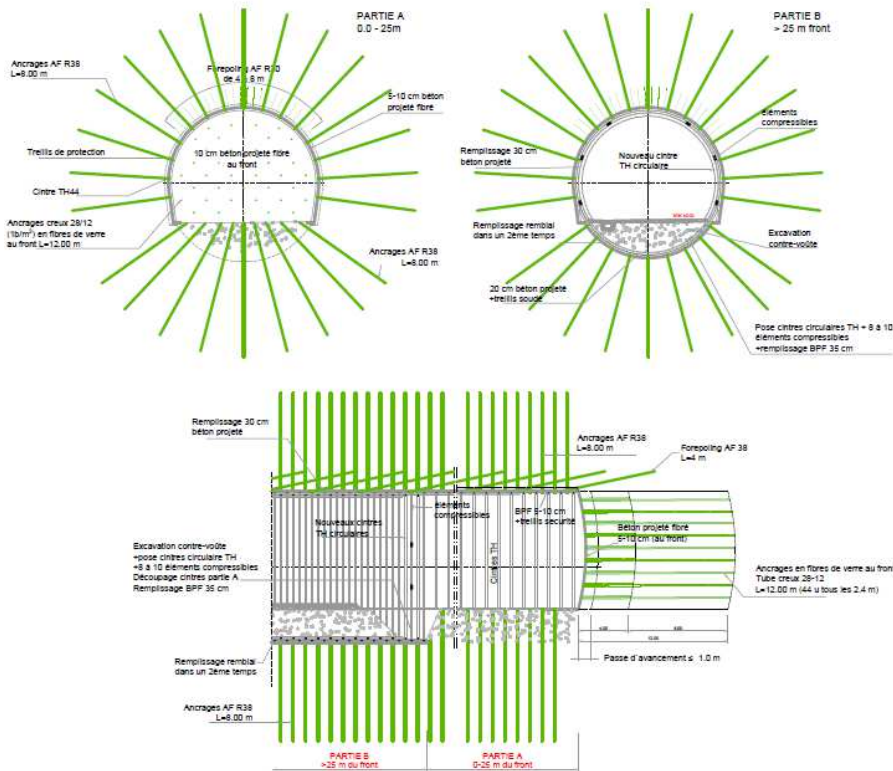 PARTIE A
0.0 - 25m
Ancrages AF R38
L=8.00 m
Forepoling AF R30
de 4 à 8 m
5-10 cm béton
projeté fibré
Treillis de protection
10 cm béton projeté fibré
au front
Cintre TH44
Ancrages creux 28/12
(1b/m²) en fibres de verre
au front L=12.00 m
Ancrages AF R38
L=8.00 m
PARTIE B
> 25 m front
éléments
compressibles
Remplissage 30 cm
béton projeté
Nouveau cintre
TH circulaire
Remplissage remblai
dans un 2ème temps
Excavation
contre-voûte
20 cm béton projeté
+treillis soudé
Pose cintres circulaires TH + 8 à 10
éléments compressibles
+remplissage BPF 35 cm
Remplissage 30 cm
béton projeté
Ancrages AF R38
L=8.00 m
Forepoling AF 38
L=4 m
éléments
compressibles
Nouveaux cintres
TH circulaires
BPF 5-10 cm
+treillis securité
Béton projeté fibré
5-10 cm (au front)
Cintres TH
Excavation contre-voûte
+pose cintres circulaire TH
+8 à 10 éléments compressibles
Découpage cintres partie A
Remplissage BPF 35 cm
Ancrages en fibres de verre au front
Tube creux 28-12
L=12.00 m (44 u tous les 2.4 m)
Passe d'avancement ≤ 1.0 m
Remplissage remblai
dans un 2ème temps
Ancrages AF R38
L=8.00 m
PARTIE B
>25 m du front
PARTIE A
0-25 m du front